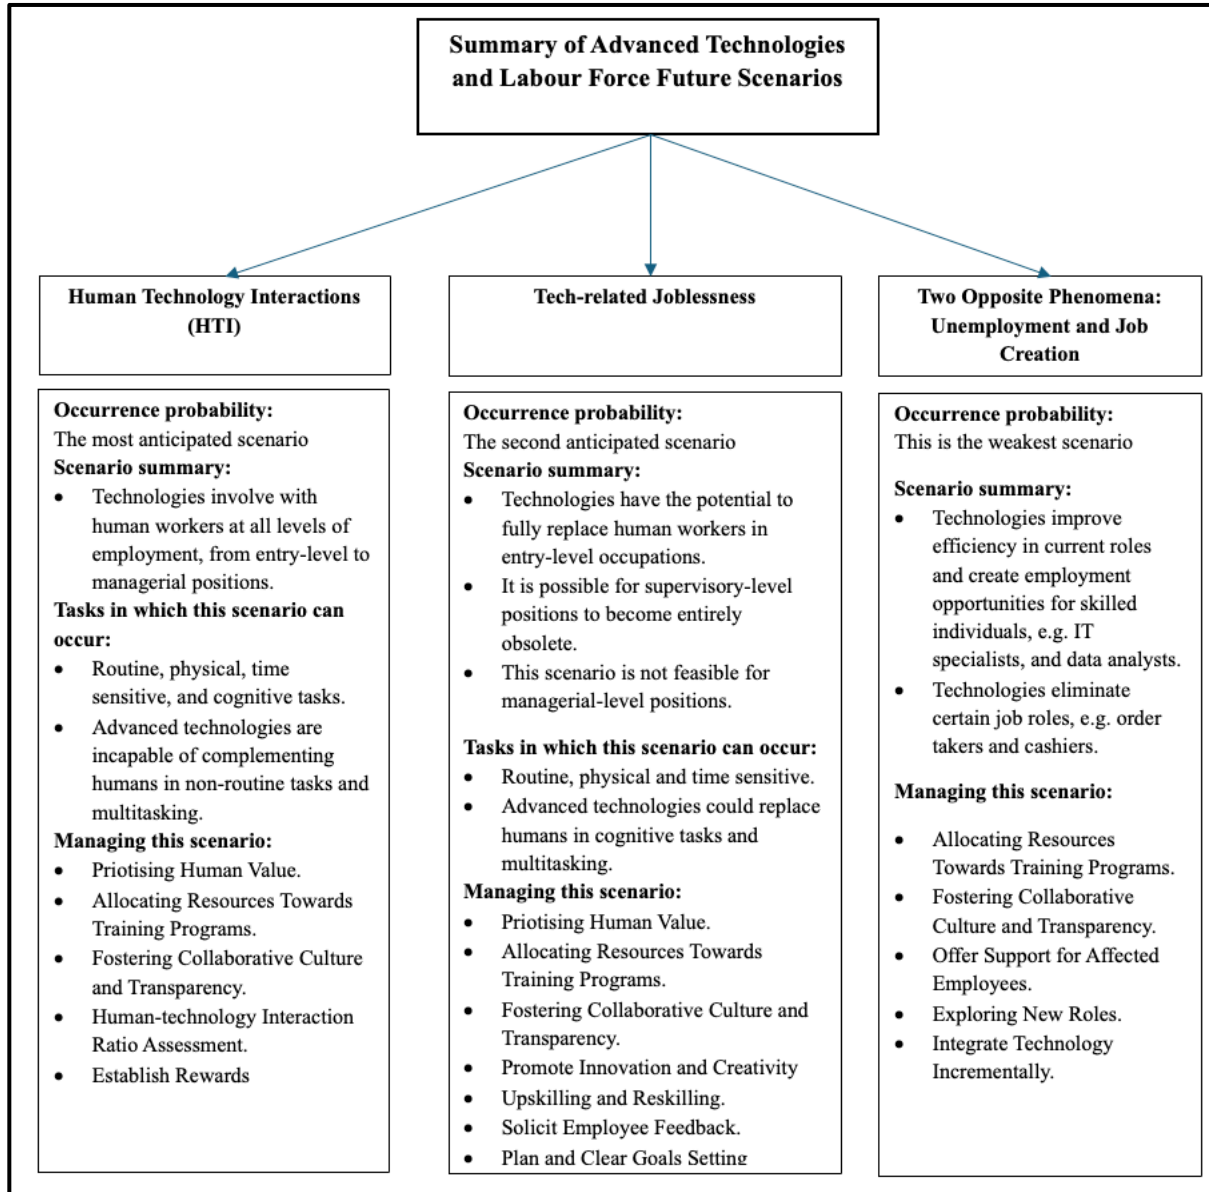 Summary of Advanced Technologies
and Labour Force Future Scenarios
Human Technology Interactions
(HTI)
Occurrence probability:
The most anticipated scenario
Scenario summary:
• Technologies involve with
human workers at all levels of
employment, from entry-level to
managerial positions.
Tasks in which this scenario can
occur:
• Routine, physical, time
sensitive, and cognitive tasks.
• Advanced technologies are
incapable of complementing
humans in non-routine tasks and
multitasking.
Managing this scenario:
• Priotising Human Value.
• Allocating Resources Towards
Training Programs.
• Fostering Collaborative Culture
and Transparency.
• Human-technology Interaction
Ratio Assessment.
• Establish Rewards
Tech-related Joblessness
Occurrence probability:
The second anticipated scenario
Scenario summary:
• Technologies have the potential to
fully replace human workers in
entry-level occupations.
• It is possible for supervisory-level
positions to become entirely
obsolete.
• This scenario is not feasible for
managerial-level positions.
Tasks in which this scenario can occur:
• Routine, physical and time sensitive.
• Advanced technologies could replace
humans in cognitive tasks and
multitasking.
Managing this scenario:
• Priotising Human Value.
• Allocating Resources Towards
Training Programs.
• Fostering Collaborative Culture and
Transparency.
• Promote Innovation and Creativity
• Upskilling and Reskilling.
• Solicit Employee Feedback.
• Plan and Clear Goals Setting
Two Opposite Phenomena:
Unemployment and Job
Creation
Occurrence probability:
This is the weakest scenario
Scenario summary:
• Technologies improve
efficiency in current roles
and create employment
opportunities for skilled
individuals, e.g. IT
specialists, and data analysts.
• Technologies eliminate
certain job roles, e.g. order
takers and cashiers.
Managing this scenario:
• Allocating Resources
Towards Training Programs.
• Fostering Collaborative
Culture and Transparency.
• Offer Support for Affected
Employees.
• Exploring New Roles.
• Integrate Technology
Incrementally.